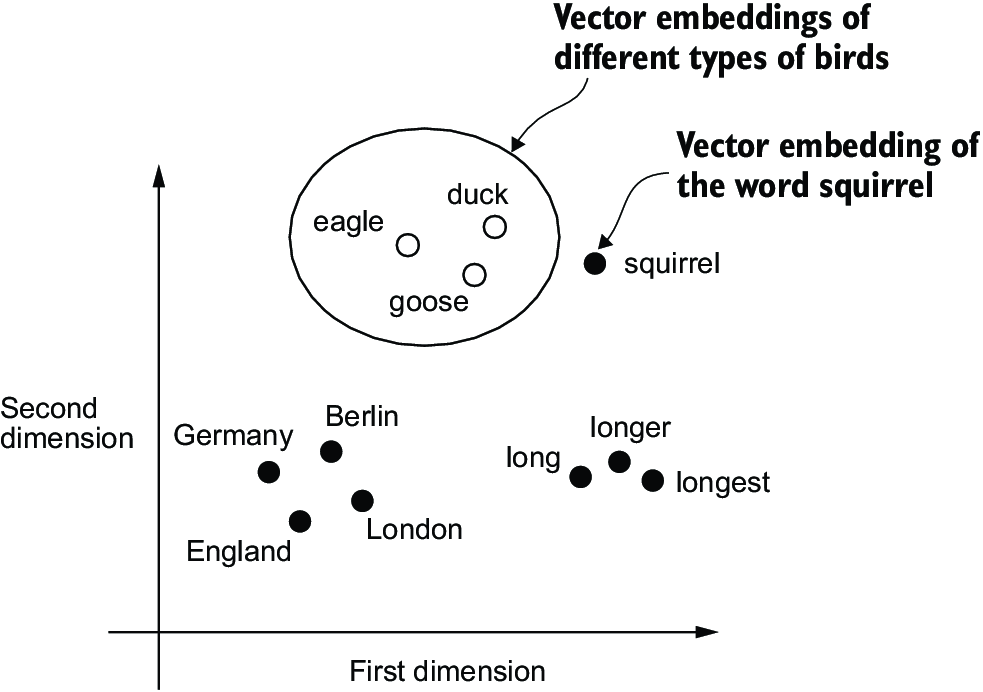 Vector embeddings of
different types of birds
Vector embedding of
the word squirrel
duck
eagle
goose
squirrel
Second
dimension
Berlin
Germany
longer
long
longest
London
England
First dimension